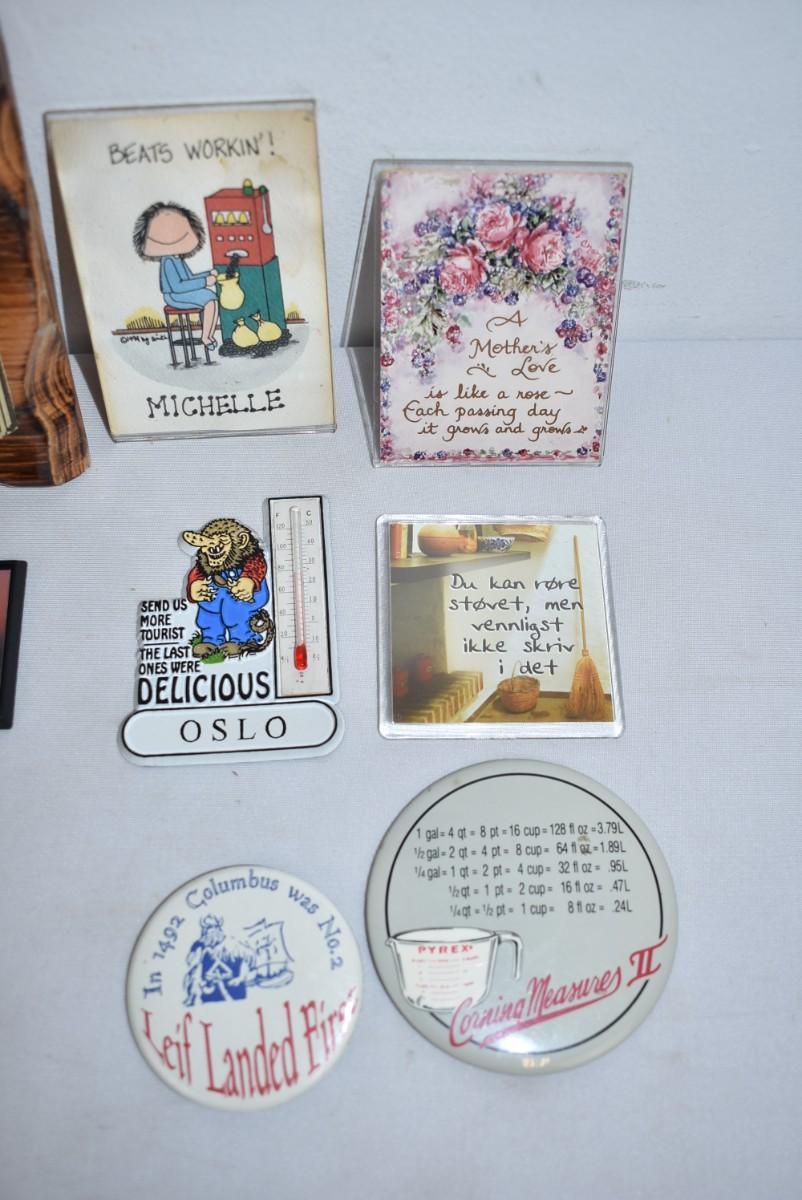 BEATS WORKIN'!
MICHELLE
A
Mother's
Love
is like a rose ~
Each passing day
it grows and grows
SEND US
MORE
TOURIST
THE LAST
ONES WERE
DELICIOUS
F C
OSLO
Du kan røre
støvet, men
vennligst
ikke skriv
i det
In 1492 Columbus was No.2
Leif Landed First
1 gal = 4 qt = 8 pt = 16 cup = 128 fl oz = 3.79L
1/2 gal = 2 qt = 4 pt = 8 cup = 64 fl oz = 1.89L
1/4 gal = 1 qt = 2 pt = 4 cup = 32 fl oz = .95L
1/2 qt = 1 pt = 2 cup = 16 fl oz = .47L
1/4 qt = 1/2 pt = 1 cup = 8 fl oz = .24L
PYREX
Corning Measures II